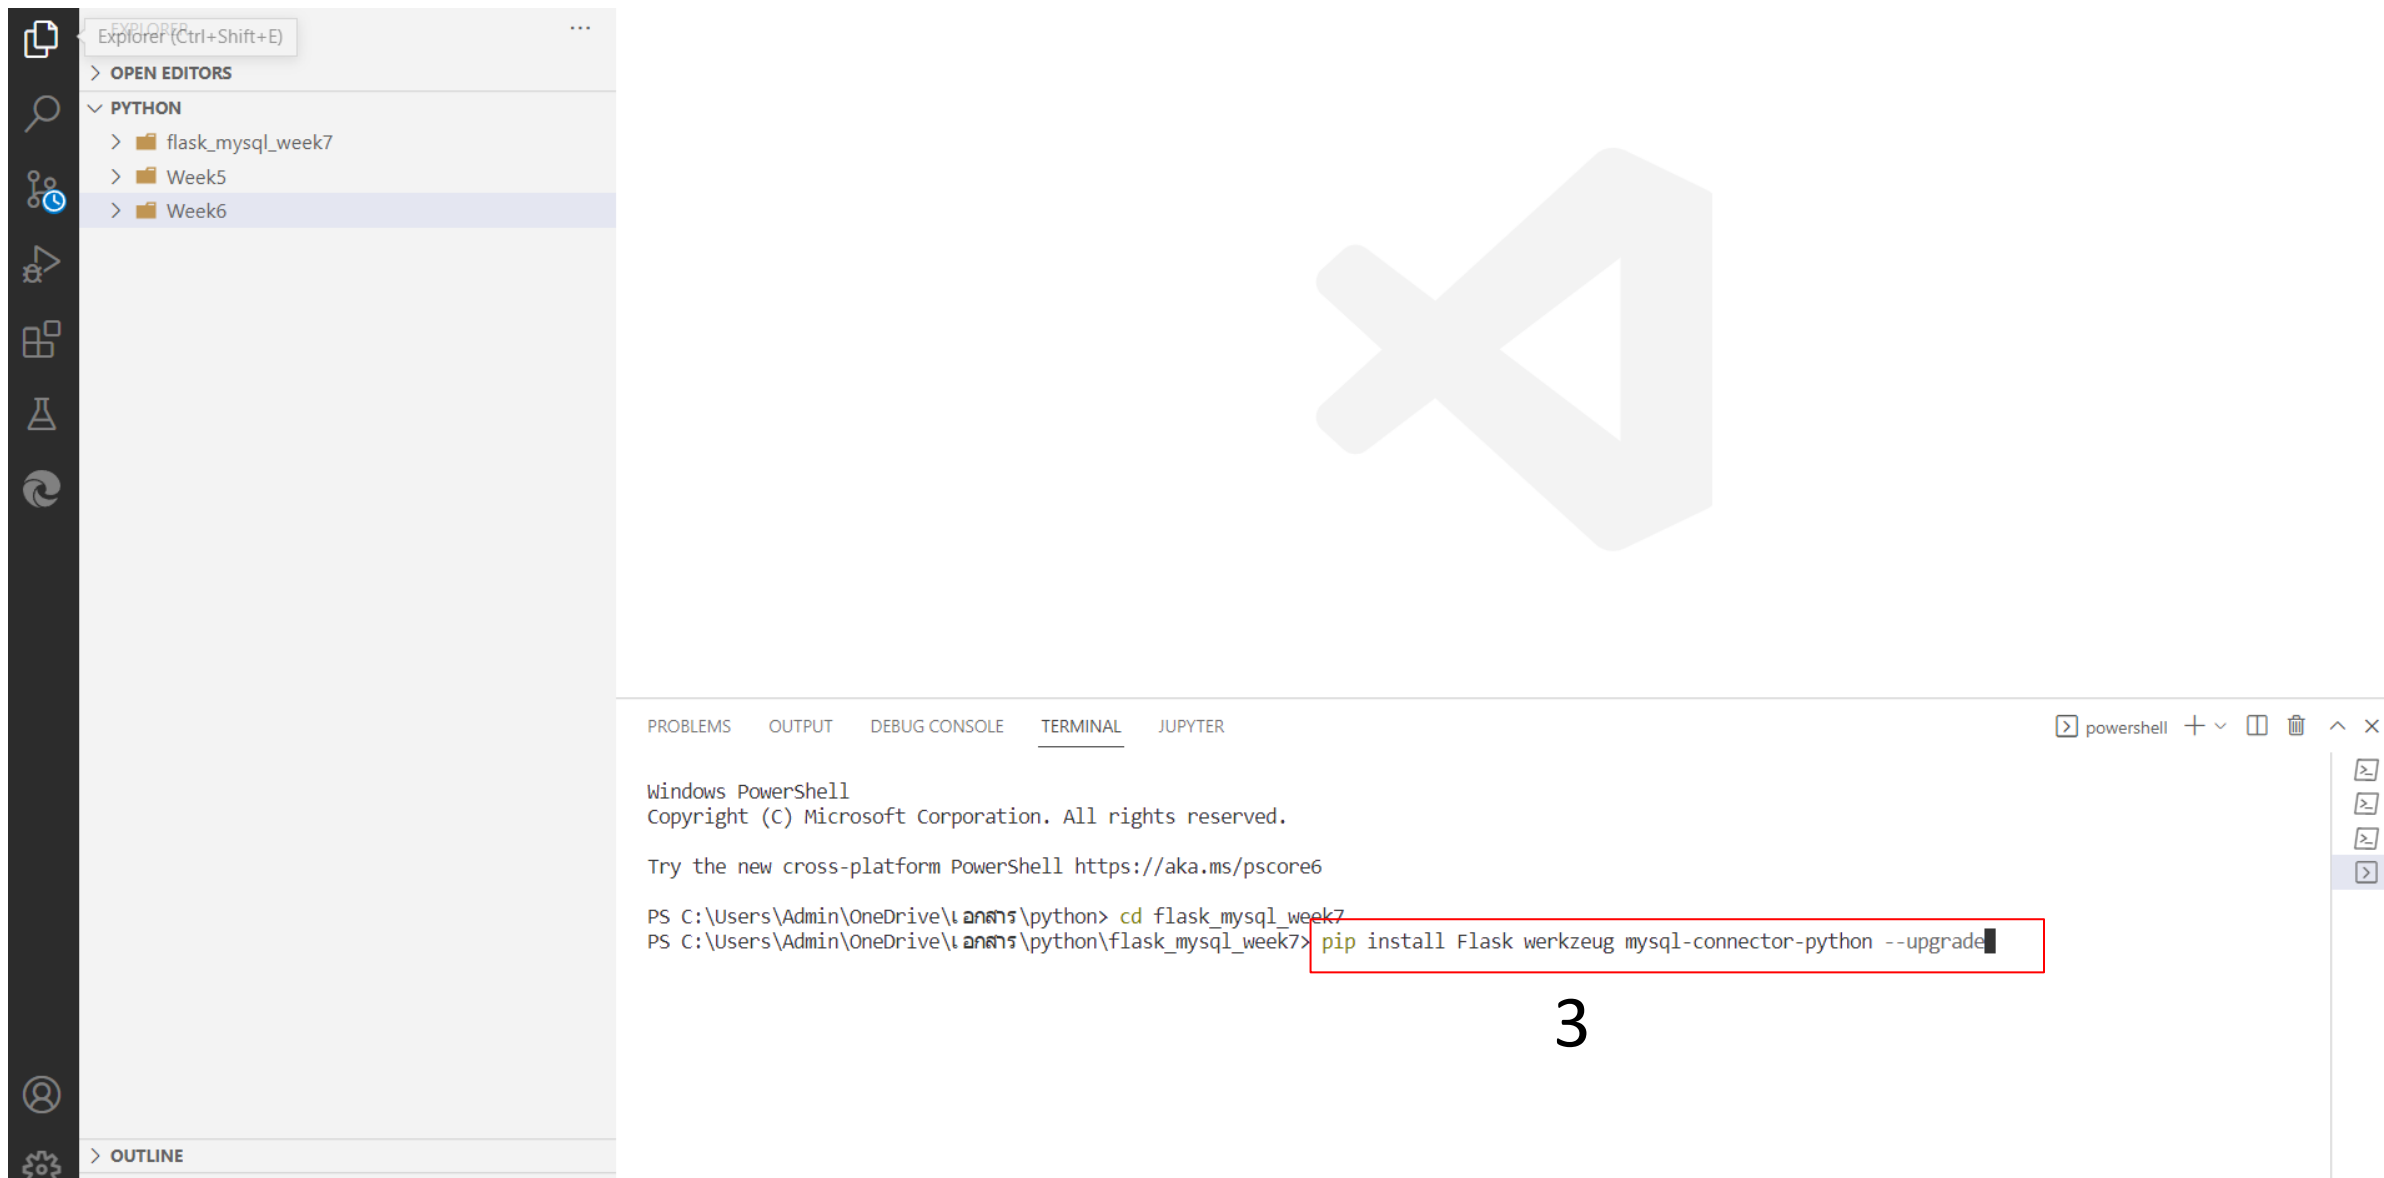 EXPLORER
Explorer (Ctrl+Shift+E)
OPEN EDITORS
PYTHON
flask_mysql_week7
Week5
Week6
OUTLINE
PROBLEMS OUTPUT DEBUG CONSOLE TERMINAL JUPYTER
powershell
Windows PowerShell
Copyright (C) Microsoft Corporation. All rights reserved.
Try the new cross-platform PowerShell https://aka.ms/pscore6
PS C:\Users\Admin\OneDrive\เอกสาร\python> cd flask_mysql_week7
PS C:\Users\Admin\OneDrive\เอกสาร\python\flask_mysql_week7> pip install Flask werkzeug mysql-connector-python --upgrade
3